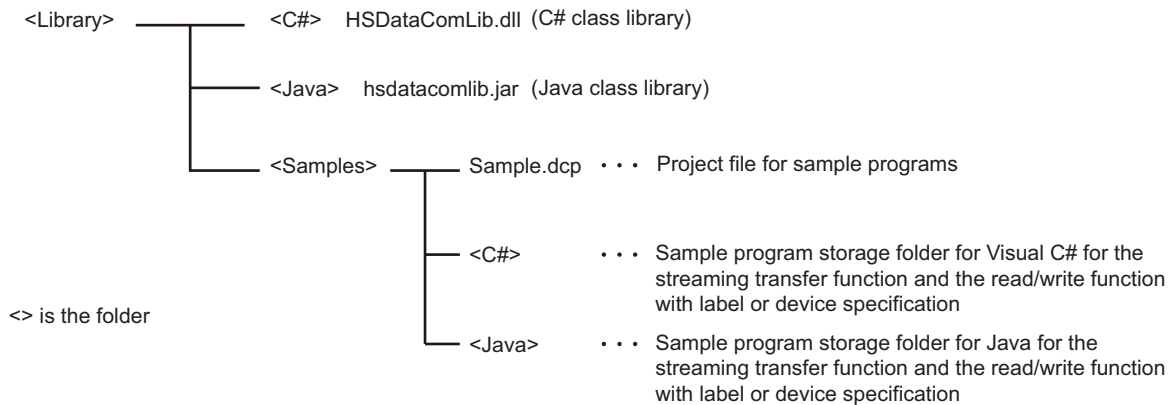 <Library> <C#> HSDataComLib.dll (C# class library)
<Java> hsdatacomlib.jar (Java class library)
<Samples> Sample.dcp ・・・ Project file for sample programs
<C#> ・・・ Sample program storage folder for Visual C# for the
streaming transfer function and the read/write function
with label or device specification
<> is the folder
<Java> ・・・ Sample program storage folder for Java for the
streaming transfer function and the read/write function
with label or device specification